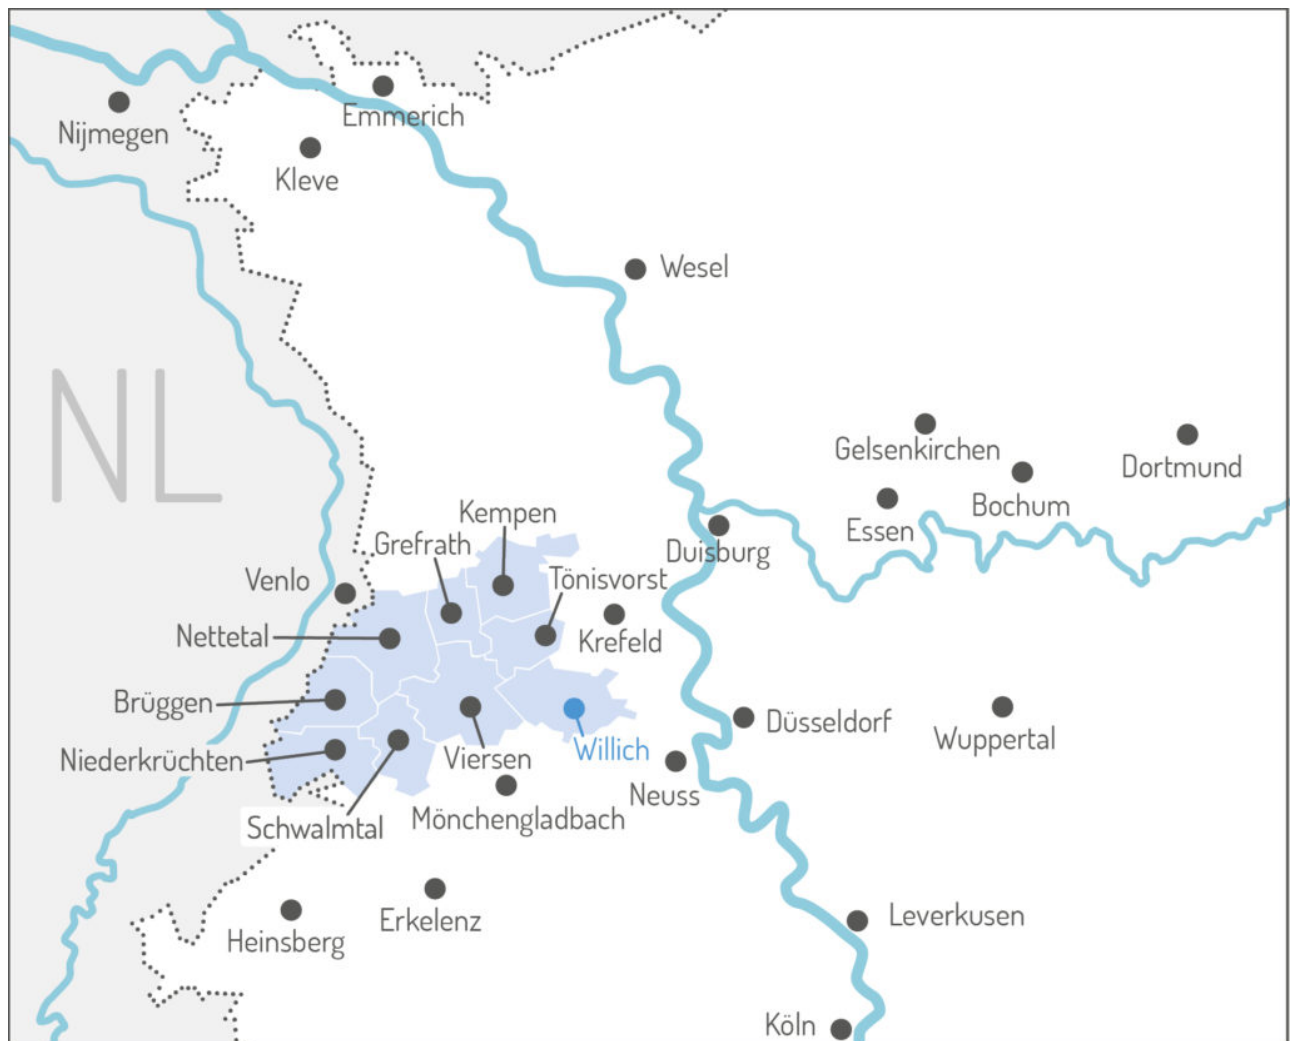 Emmerich
Nijmegen
Kleve
Wesel
NL
Gelsenkirchen
Dortmund
Bochum
Kempen
Essen
Grefrath
Duisburg
Venlo
Tönisvorst
Nettetal
Krefeld
Brüggen
Düsseldorf
Wuppertal
Niederkrüchten
Viersen
Willich
Neuss
Schwalmtal
Mönchengladbach
Leverkusen
Erkelenz
Heinsberg
Köln